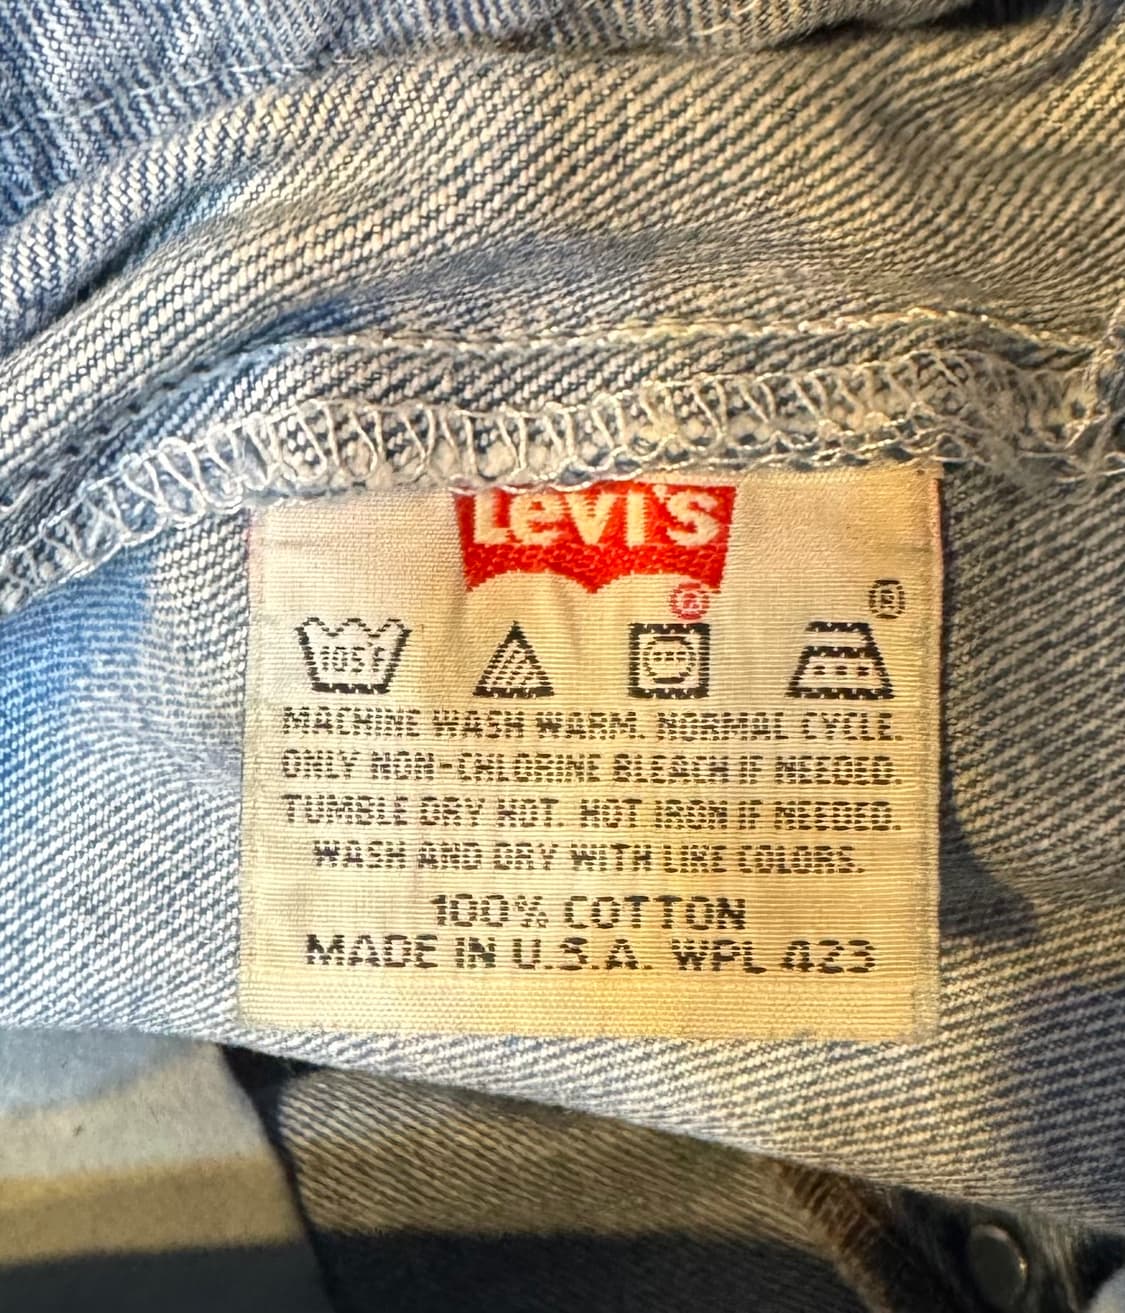 Levi's
®
®
105F
MACHINE WASH WARM. NORMAL CYCLE.
ONLY NON-CHLORINE BLEACH IF NEEDED.
TUMBLE DRY HOT. HOT IRON IF NEEDED.
WASH AND DRY WITH LIKE COLORS.
100% COTTON
MADE IN U.S.A. WPL 423